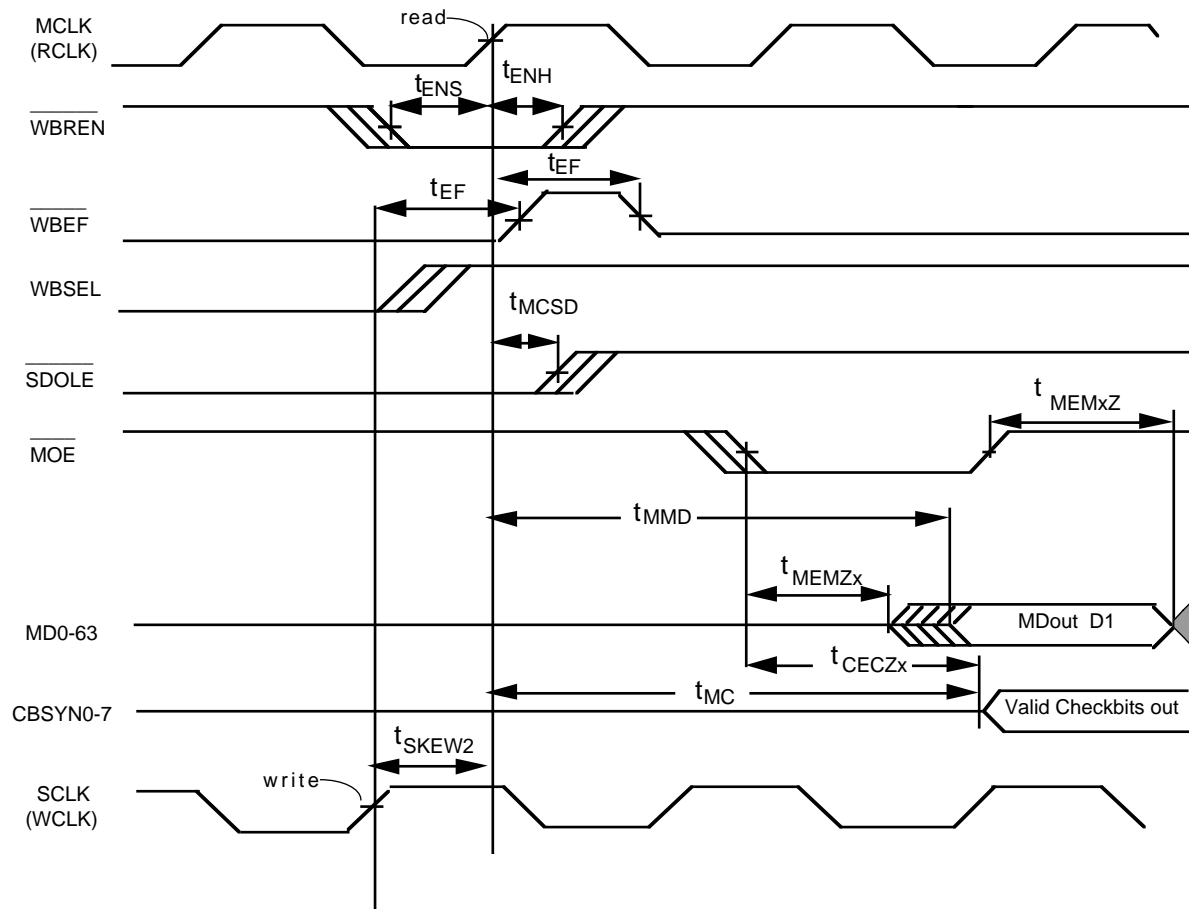 read
MCLK
(RCLK)
tENS
tENH
WBREN
tEF
tEF
WBEF
WBSEL
tMCSD
SDOLE
t MEMxZ
MOE
tMMD
tMEMZx
MD0-63
MDout D1
tCECZx
tMC
CBSYN0-7
Valid Checkbits out
tSKEW2
write
SCLK
(WCLK)